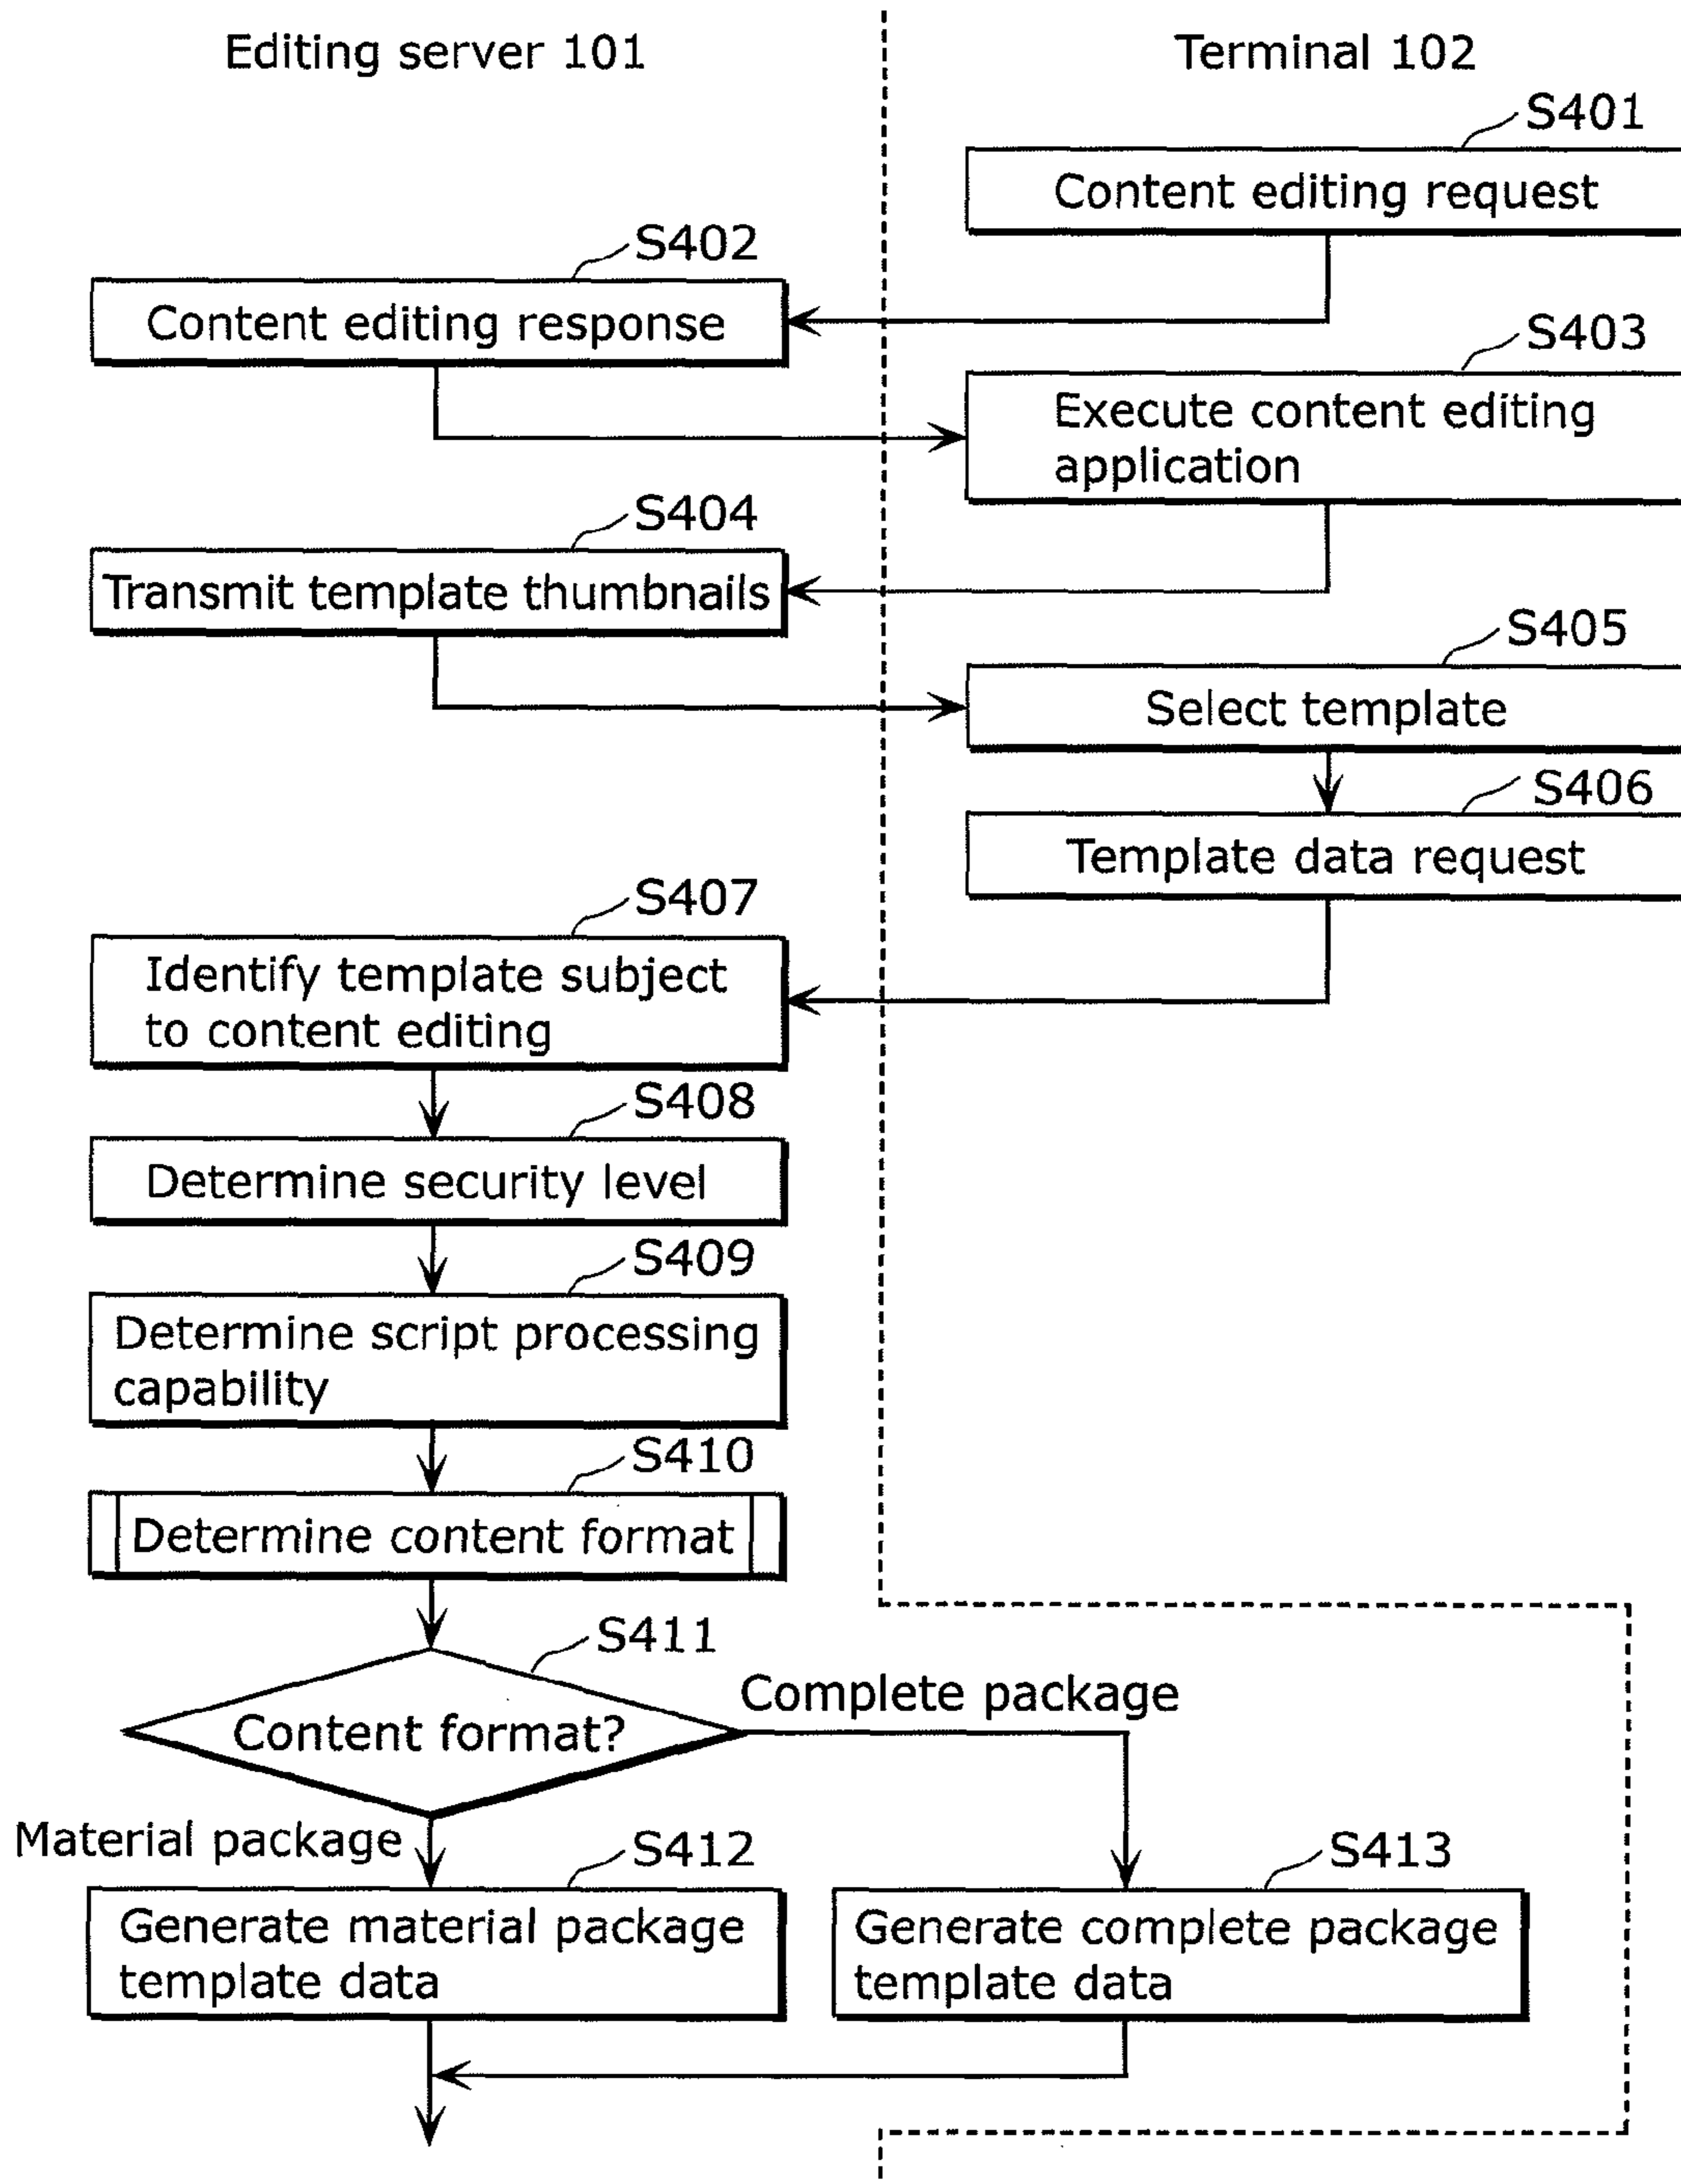 Editing server 101
Terminal 102
S401
Content editing request
S402
Content editing response
S403
Execute content editing
application
S404
Transmit template thumbnails
S405
Select template
S406
Template data request
S407
Identify template subject
to content editing
S408
Determine security level
S409
Determine script processing
capability
S410
Determine content format
S411
Content format?
Complete package
Material package
S412
Generate material package
template data
S413
Generate complete package
template data